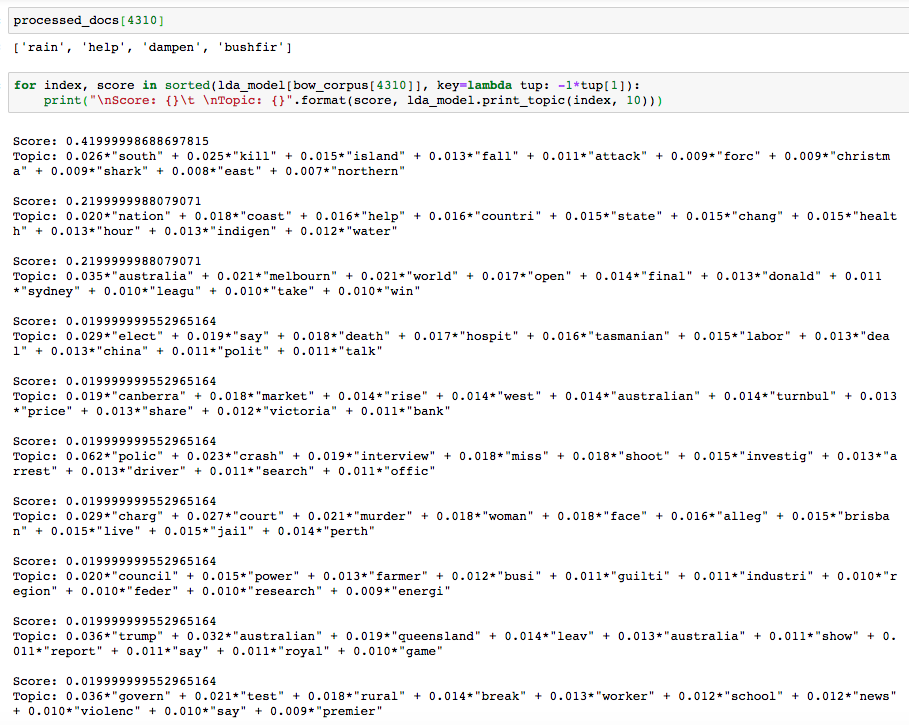 processed_docs[4310]
['rain', 'help', 'dampen', 'bushfir']
for index, score in sorted(lda_model[bow_corpus[4310]], key=lambda tup: -1*tup[1]):
    print("\nScore: {}\t \nTopic: {}".format(score, lda_model.print_topic(index, 10)))
Score: 0.41999998688697815
Topic: 0.026*"south" + 0.025*"kill" + 0.015*"island" + 0.013*"fall" + 0.011*"attack" + 0.009*"forc" + 0.009*"christm
a" + 0.009*"shark" + 0.008*"east" + 0.007*"northern"
Score: 0.2199999988079071
Topic: 0.020*"nation" + 0.018*"coast" + 0.016*"help" + 0.016*"countri" + 0.015*"state" + 0.015*"chang" + 0.015*"healt
h" + 0.013*"hour" + 0.013*"indigen" + 0.012*"water"
Score: 0.2199999988079071
Topic: 0.035*"australia" + 0.021*"melbourn" + 0.021*"world" + 0.017*"open" + 0.014*"final" + 0.013*"donald" + 0.011
*"sydney" + 0.010*"leagu" + 0.010*"take" + 0.010*"win"
Score: 0.019999999552965164
Topic: 0.029*"elect" + 0.019*"say" + 0.018*"death" + 0.017*"hospit" + 0.016*"tasmanian" + 0.015*"labor" + 0.013*"dea
l" + 0.013*"china" + 0.011*"polit" + 0.011*"talk"
Score: 0.019999999552965164
Topic: 0.019*"canberra" + 0.018*"market" + 0.014*"rise" + 0.014*"west" + 0.014*"australian" + 0.014*"turnbul" + 0.013
*"price" + 0.013*"share" + 0.012*"victoria" + 0.011*"bank"
Score: 0.019999999552965164
Topic: 0.062*"polic" + 0.023*"crash" + 0.019*"interview" + 0.018*"miss" + 0.018*"shoot" + 0.015*"investig" + 0.013*"a
rrest" + 0.013*"driver" + 0.011*"search" + 0.011*"offic"
Score: 0.019999999552965164
Topic: 0.029*"charg" + 0.027*"court" + 0.021*"murder" + 0.018*"woman" + 0.018*"face" + 0.016*"alleg" + 0.015*"brisba
n" + 0.015*"live" + 0.015*"jail" + 0.014*"perth"
Score: 0.019999999552965164
Topic: 0.020*"council" + 0.015*"power" + 0.013*"farmer" + 0.012*"busi" + 0.011*"guilti" + 0.011*"industri" + 0.010*"r
egion" + 0.010*"feder" + 0.010*"research" + 0.009*"energi"
Score: 0.019999999552965164
Topic: 0.036*"trump" + 0.032*"australian" + 0.019*"queensland" + 0.014*"leav" + 0.013*"australia" + 0.011*"show" + 0.
011*"report" + 0.011*"say" + 0.011*"royal" + 0.010*"game"
Score: 0.019999999552965164
Topic: 0.036*"govern" + 0.021*"test" + 0.018*"rural" + 0.014*"break" + 0.013*"worker" + 0.012*"school" + 0.012*"news"
+ 0.010*"violenc" + 0.010*"say" + 0.009*"premier"